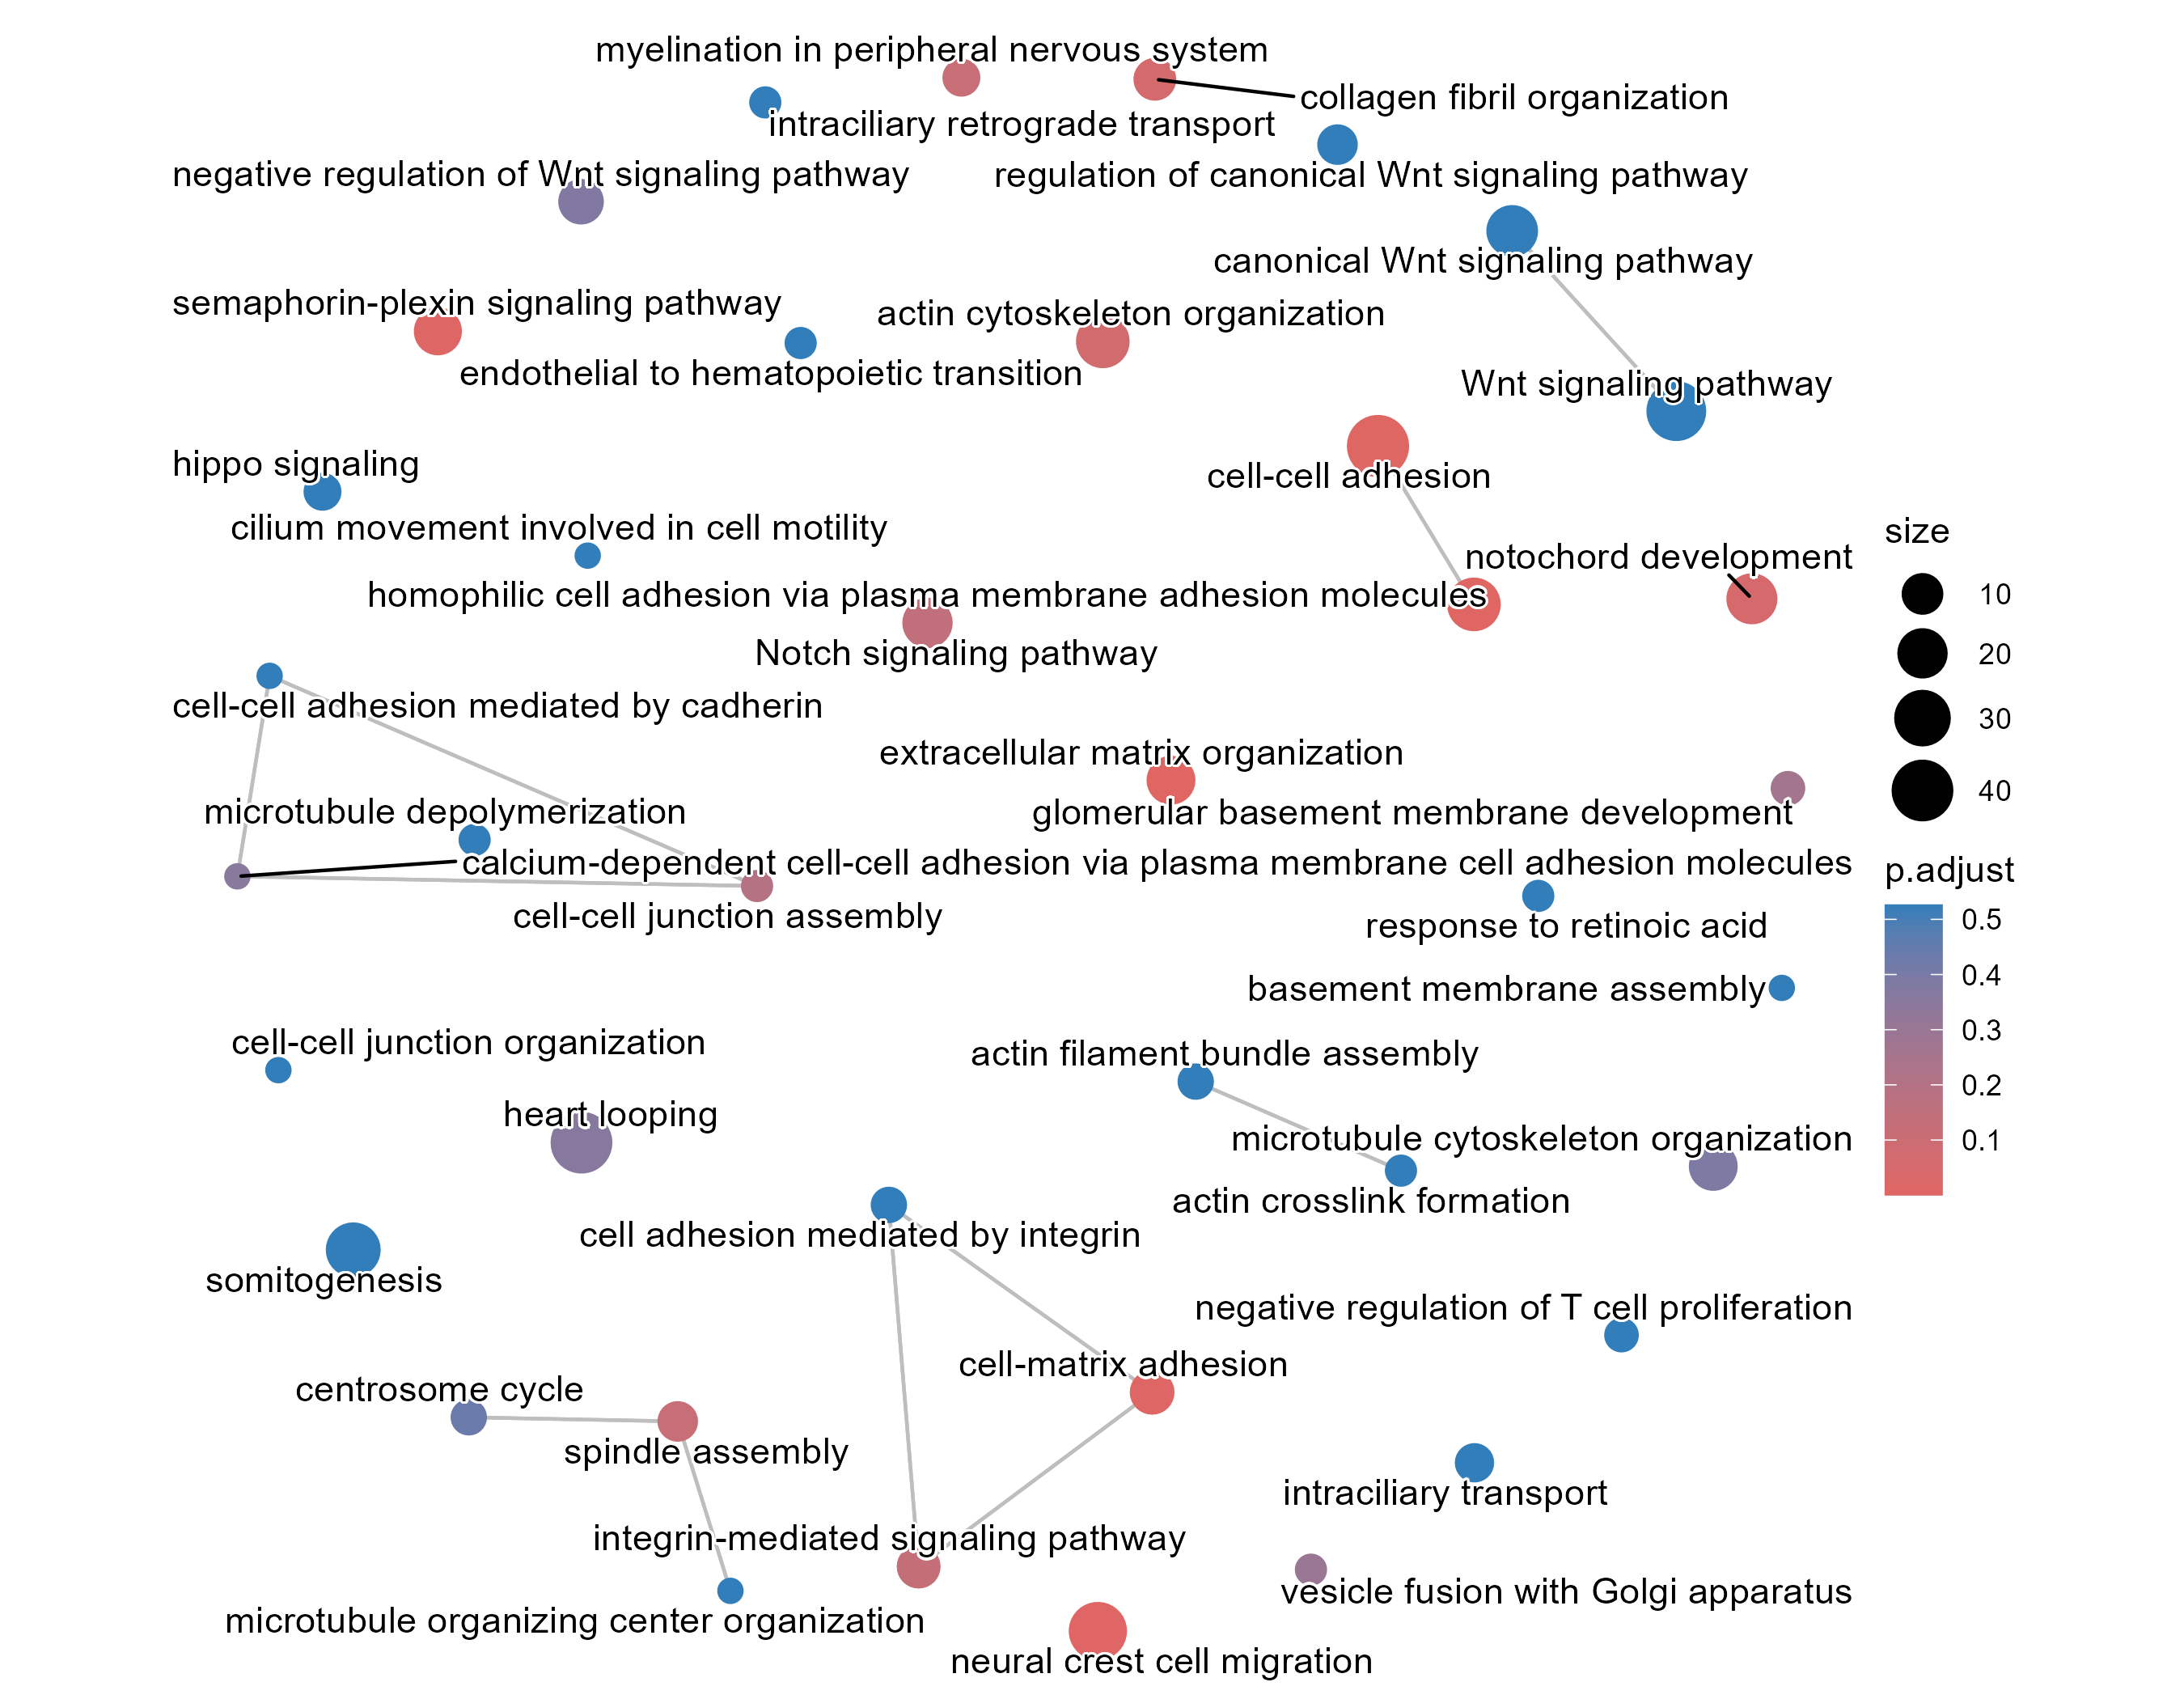 myelination in peripheral nervous system
collagen fibril organization
intraciliary retrograde transport
negative regulation of Wnt signaling pathway
regulation of canonical Wnt signaling pathway
canonical Wnt signaling pathway
semaphorin-plexin signaling pathway
actin cytoskeleton organization
endothelial to hematopoietic transition
Wnt signaling pathway
hippo signaling
cell-cell adhesion
cilium movement involved in cell motility
notochord development
homophilic cell adhesion via plasma membrane adhesion molecules
Notch signaling pathway
cell-cell adhesion mediated by cadherin
extracellular matrix organization
microtubule depolymerization
glomerular basement membrane development
calcium-dependent cell-cell adhesion via plasma membrane cell adhesion molecules
cell-cell junction assembly
response to retinoic acid
basement membrane assembly
cell-cell junction organization
actin filament bundle assembly
heart looping
microtubule cytoskeleton organization
actin crosslink formation
cell adhesion mediated by integrin
somitogenesis
negative regulation of T cell proliferation
cell-matrix adhesion
centrosome cycle
spindle assembly
intraciliary transport
integrin-mediated signaling pathway
vesicle fusion with Golgi apparatus
microtubule organizing center organization
neural crest cell migration
size
10
20
30
40
p.adjust
0.5
0.4
0.3
0.2
0.1